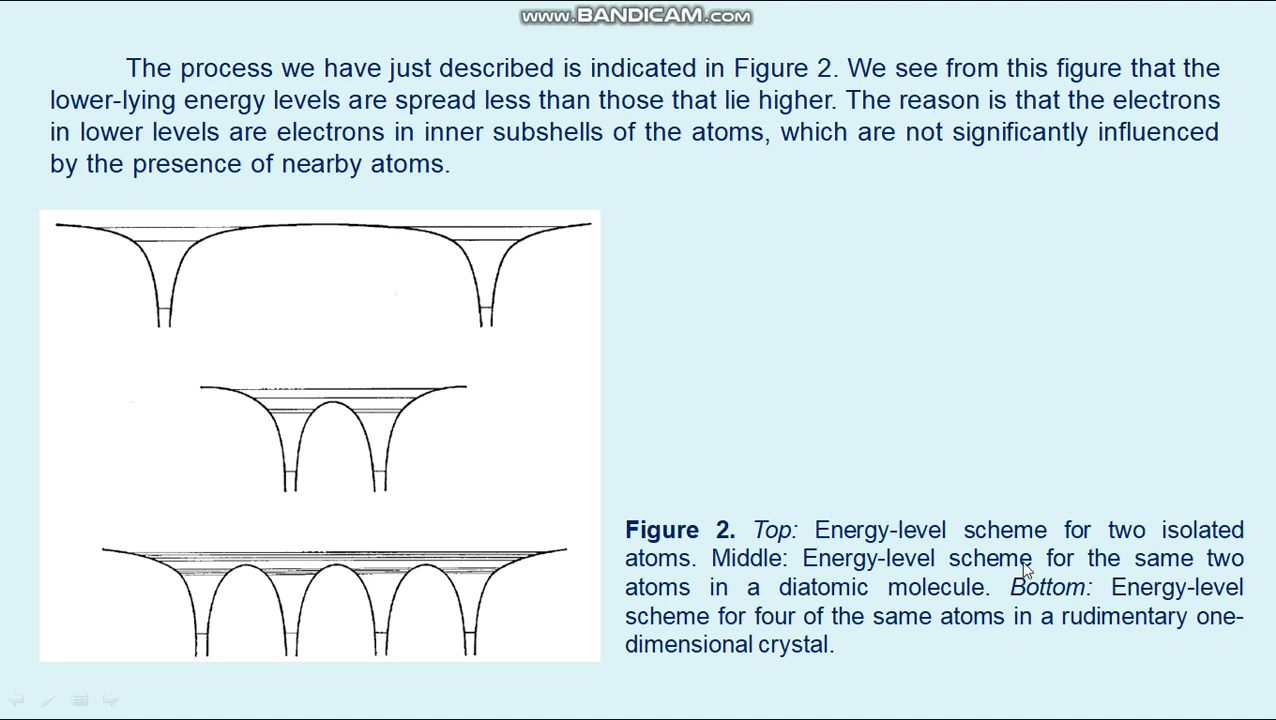 www.BANDICAM.com
The process we have just described is indicated in Figure 2. We see from this figure that the
lower-lying energy levels are spread less than those that lie higher. The reason is that the electrons
in lower levels are electrons in inner subshells of the atoms, which are not significantly influenced
by the presence of nearby atoms.
Figure 2. Top: Energy-level scheme for two isolated
atoms. Middle: Energy-level scheme for the same two
atoms in a diatomic molecule. Bottom: Energy-level
scheme for four of the same atoms in a rudimentary one-
dimensional crystal.